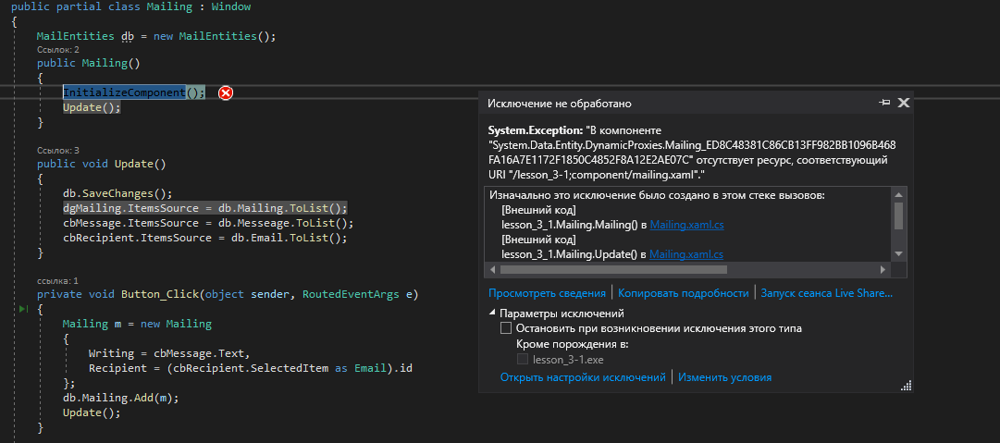 public partial class Mailing : Window
{
MailEntities db = new MailEntities();
Ссылок: 2
public Mailing()
{
InitializeComponent();
Update();
}
Ссылок: 3
public void Update()
{
db.SaveChanges();
dgMailing.ItemsSource = db.Mailing.ToList();
cbMessage.ItemsSource = db.Messeage.ToList();
cbRecipient.ItemsSource = db.Email.ToList();
}
ссылка: 1
private void Button_Click(object sender, RoutedEventArgs e)
{
Mailing m = new Mailing
{
Writing = cbMessage.Text,
Recipient = (cbRecipient.SelectedItem as Email).id
};
db.Mailing.Add(m);
Update();
}
Исключение не обработано
System.Exception: "В компоненте
"System.Data.Entity.DynamicProxies.Mailing_ED8C48381C86CB13FF982BB1096B468
FA16A7E1172F1850C4852F8A12E2AE07C" отсутствует ресурс, соответствующий
URI "/lesson_3-1;component/mailing.xaml"."
Изначально это исключение было создано в этом стеке вызовов:
[Внешний код]
lesson_3_1.Mailing.Mailing() в Mailing.xaml.cs
[Внешний код]
lesson_3_1.Mailing.Update() в Mailing.xaml.cs
Просмотреть сведения | Копировать подробности | Запуск сеанса Live Share...
Параметры исключений
Остановить при возникновении исключения этого типа
Кроме порождения в:
lesson_3-1.exe
Открыть настройки исключений | Изменить условия